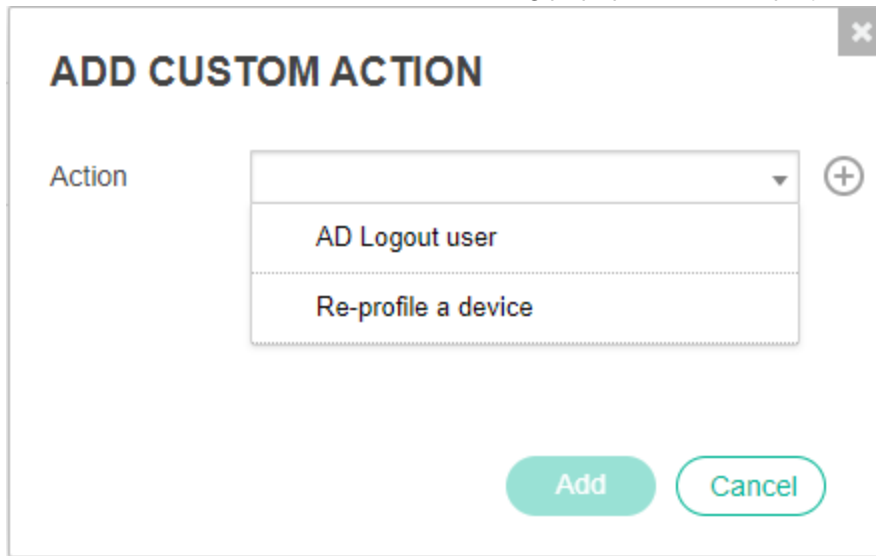 ADD CUSTOM ACTION
Action
AD Logout user
Re-profile a device
Add
Cancel